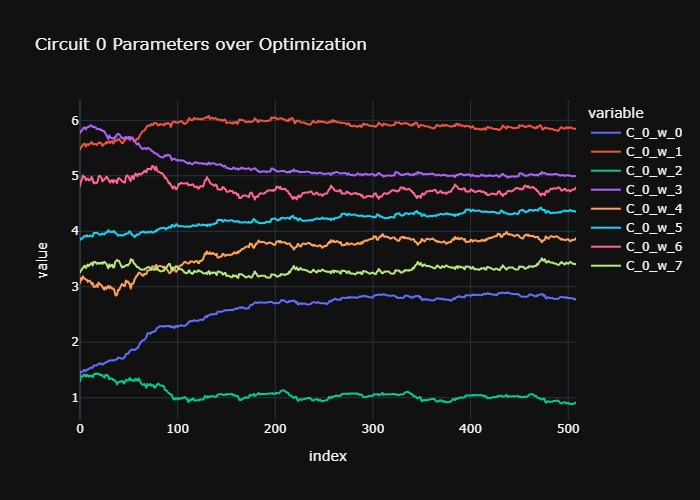 Circuit 0 Parameters over Optimization
variable
C_0_w_0
C_0_w_1
C_0_w_2
C_0_w_3
C_0_w_4
C_0_w_5
C_0_w_6
C_0_w_7
6
5
4
3
2
1
value
0
100
200
300
400
500
index